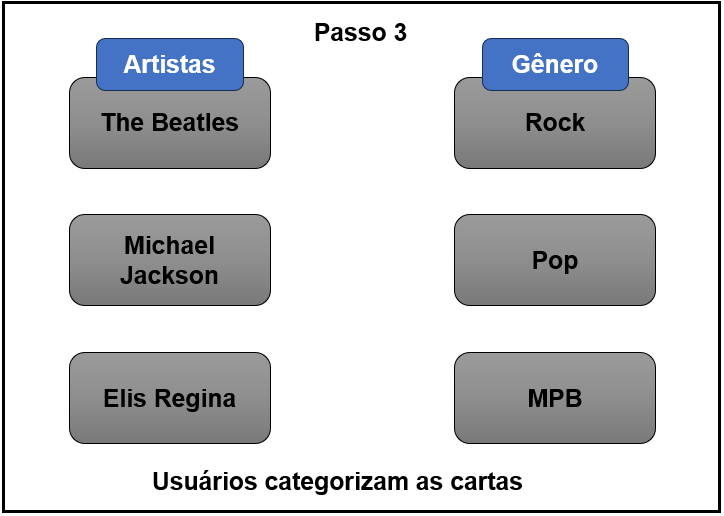 Passo 3
Artistas
The Beatles
Michael
Jackson
Elis Regina
Gênero
Rock
Pop
MPB
Usuários categorizam as cartas